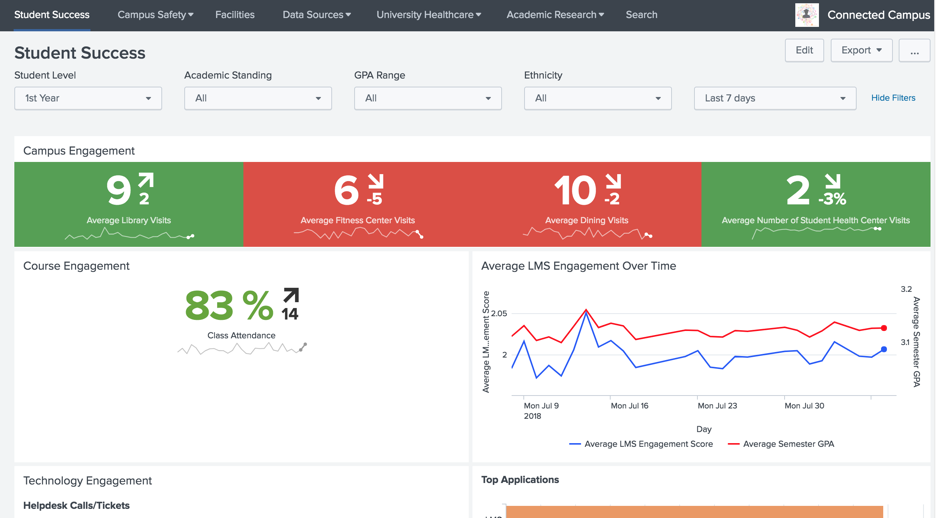 Student Success Campus Safety Facilities Data Sources University Healthcare Academic Research Search Connected Campus
Student Success Edit Export ...
Student Level Academic Standing GPA Range Ethnicity
1st Year All All All Last 7 days Hide Filters
Campus Engagement
9 2
Average Library Visits
6 -5
Average Fitness Center Visits
10 -2
Average Dining Visits
2 -3%
Average Number of Student Health Center Visits
Course Engagement
83 % 14
Class Attendance
Average LMS Engagement Over Time
Average LM...ement Score
2.05
2
3.2
3.1
Average Semester GPA
Mon Jul 9 Mon Jul 16 Mon Jul 23 Mon Jul 30
2018
Day
Average LMS Engagement Score Average Semester GPA
Technology Engagement
Helpdesk Calls/Tickets
Top Applications